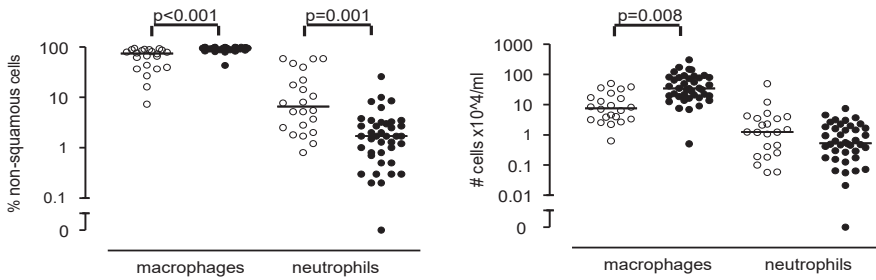 p<0.001
p=0.001
% non-squamous cells
100
10
1
0.1
0
macrophages
neutrophils
p=0.008
# cells x10^4/ml
1000
100
10
1
0.1
0.01
0
macrophages
neutrophils